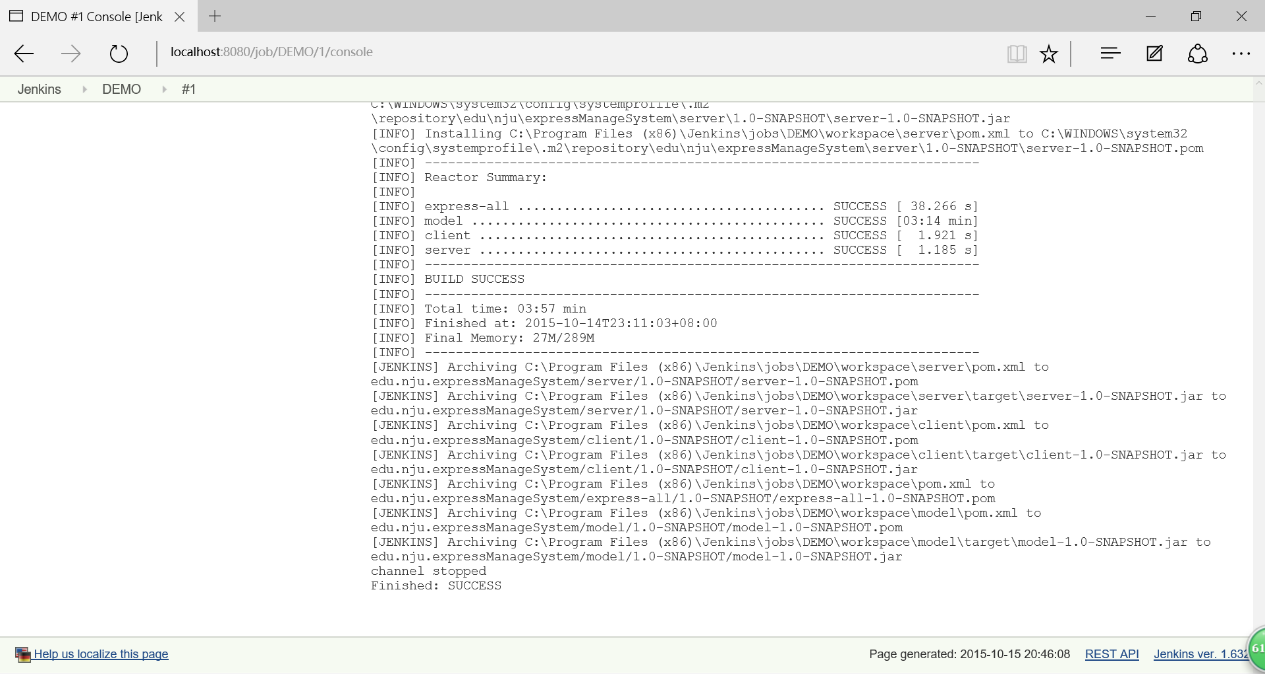 DEMO #1 Console [Jenk
localhost:8080/job/DEMO/1/console
Jenkins DEMO #1
C:\WINDOWS\system32\config\systemprofile\.m2
\repository\edu\nju\expressManageSystem\server\1.0-SNAPSHOT\server-1.0-SNAPSHOT.jar
[INFO] Installing C:\Program Files (x86)\Jenkins\jobs\DEMO\workspace\server\pom.xml to C:\WINDOWS\system32
\config\systemprofile\.m2\repository\edu\nju\expressManageSystem\server\1.0-SNAPSHOT\server-1.0-SNAPSHOT.pom
[INFO] ------------------------------------------------------------------------
[INFO] Reactor Summary:
[INFO]
[INFO] express-all ........................................ SUCCESS [ 38.266 s]
[INFO] model .............................................. SUCCESS [03:14 min]
[INFO] client ............................................. SUCCESS [  1.921 s]
[INFO] server ............................................. SUCCESS [  1.185 s]
[INFO] ------------------------------------------------------------------------
[INFO] BUILD SUCCESS
[INFO] ------------------------------------------------------------------------
[INFO] Total time: 03:57 min
[INFO] Finished at: 2015-10-14T23:11:03+08:00
[INFO] Final Memory: 27M/289M
[INFO] ------------------------------------------------------------------------
[JENKINS] Archiving C:\Program Files (x86)\Jenkins\jobs\DEMO\workspace\server\pom.xml to
edu.nju.expressManageSystem/server/1.0-SNAPSHOT/server-1.0-SNAPSHOT.pom
[JENKINS] Archiving C:\Program Files (x86)\Jenkins\jobs\DEMO\workspace\server\target\server-1.0-SNAPSHOT.jar to
edu.nju.expressManageSystem/server/1.0-SNAPSHOT/server-1.0-SNAPSHOT.jar
[JENKINS] Archiving C:\Program Files (x86)\Jenkins\jobs\DEMO\workspace\client\pom.xml to
edu.nju.expressManageSystem/client/1.0-SNAPSHOT/client-1.0-SNAPSHOT.pom
[JENKINS] Archiving C:\Program Files (x86)\Jenkins\jobs\DEMO\workspace\client\target\client-1.0-SNAPSHOT.jar to
edu.nju.expressManageSystem/client/1.0-SNAPSHOT/client-1.0-SNAPSHOT.jar
[JENKINS] Archiving C:\Program Files (x86)\Jenkins\jobs\DEMO\workspace\pom.xml to
edu.nju.expressManageSystem/express-all/1.0-SNAPSHOT/express-all-1.0-SNAPSHOT.pom
[JENKINS] Archiving C:\Program Files (x86)\Jenkins\jobs\DEMO\workspace\model\pom.xml to
edu.nju.expressManageSystem/model/1.0-SNAPSHOT/model-1.0-SNAPSHOT.pom
[JENKINS] Archiving C:\Program Files (x86)\Jenkins\jobs\DEMO\workspace\model\target\model-1.0-SNAPSHOT.jar to
edu.nju.expressManageSystem/model/1.0-SNAPSHOT/model-1.0-SNAPSHOT.jar
channel stopped
Finished: SUCCESS
Help us localize this page Page generated: 2015-10-15 20:46:08 REST API Jenkins ver. 1.632
61